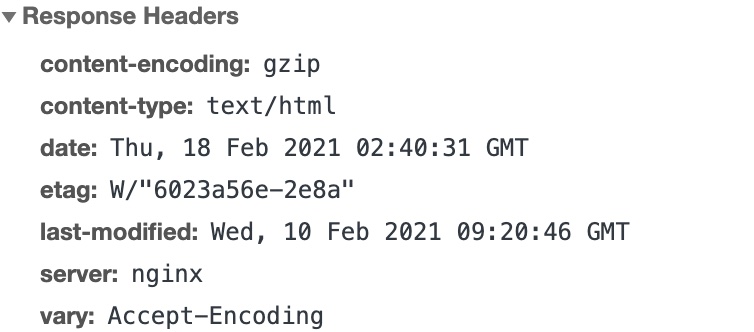 Response Headers
content-encoding: gzip
content-type: text/html
date: Thu, 18 Feb 2021 02:40:31 GMT
etag: W/"6023a56e-2e8a"
last-modified: Wed, 10 Feb 2021 09:20:46 GMT
server: nginx
vary: Accept-Encoding